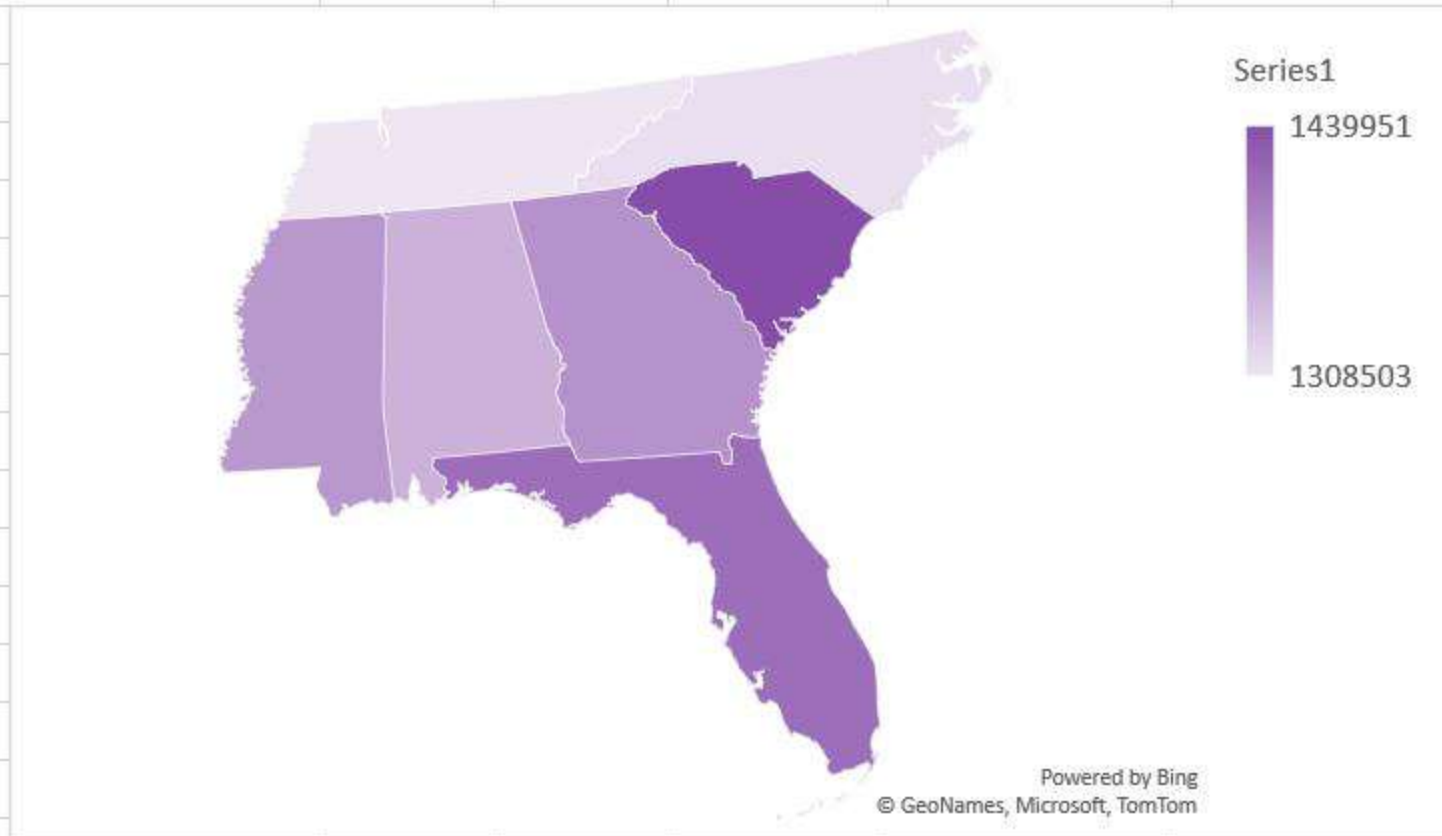 Series1
1439951
1308503
Powered by Bing
© GeoNames, Microsoft, TomTom